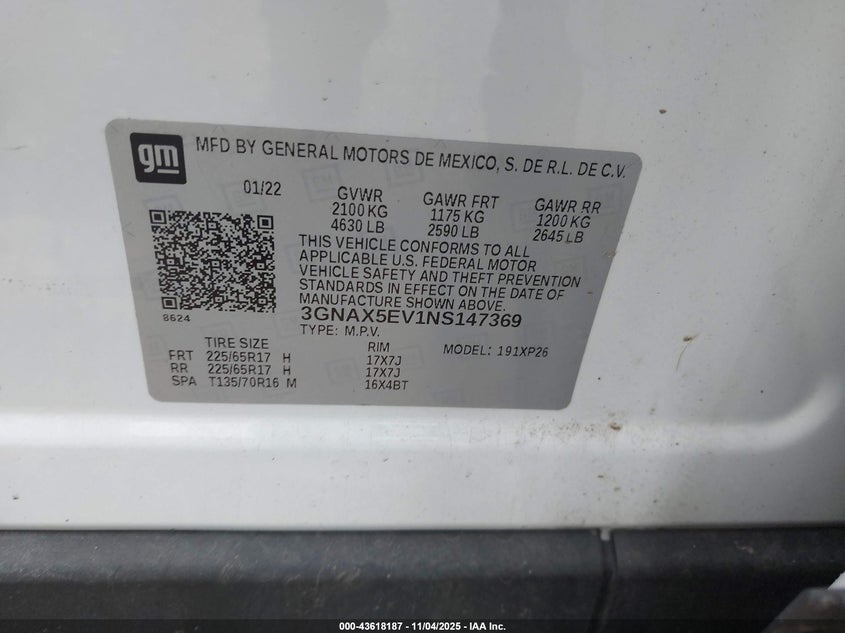 gm
MFD BY GENERAL MOTORS DE MEXICO, S. DE R.L. DE C.V.
01/22 GVWR GAWR FRT GAWR RR
2100 KG 1175 KG 1200 KG
4630 LB 2590 LB 2645 LB
THIS VEHICLE CONFORMS TO ALL
APPLICABLE U.S. FEDERAL MOTOR
VEHICLE SAFETY AND THEFT PREVENTION
STANDARDS IN EFFECT ON THE DATE OF
MANUFACTURE SHOWN ABOVE.
8624
3GNAX5EV1NS147369
TYPE: M.P.V.
TIRE SIZE RIM MODEL: 191XP26
FRT 225/65R17 H 17X7J
RR 225/65R17 H 17X7J
SPA T135/70R16 M 16X4BT
000-43618187 - 11/04/2025 - IAA Inc.